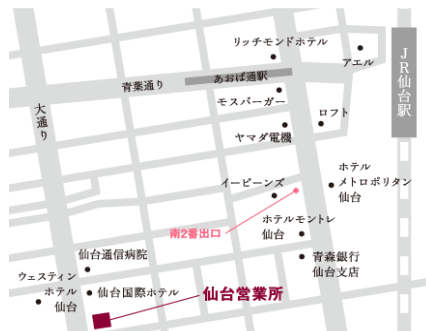 リッチモンドホテル
アエル
JR仙台駅
青葉通り
あおば通駅
モスバーガー
大通り
ロフト
ヤマダ電機
ホテル
メトロポリタン
仙台
イービーンズ
南2番出口
ホテルモントレ
仙台
青森銀行
仙台支店
仙台通信病院
ウェスティン
ホテル
仙台
仙台国際ホテル
仙台営業所